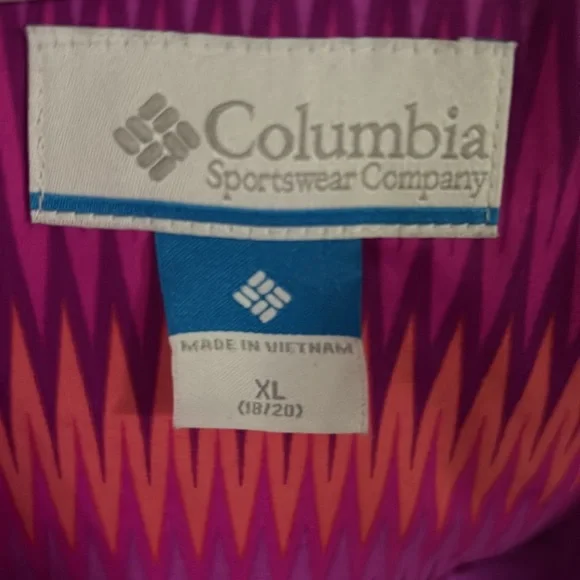 Columbia
Sportswear Company
MADE IN VIETNAM
XL
(18/20)